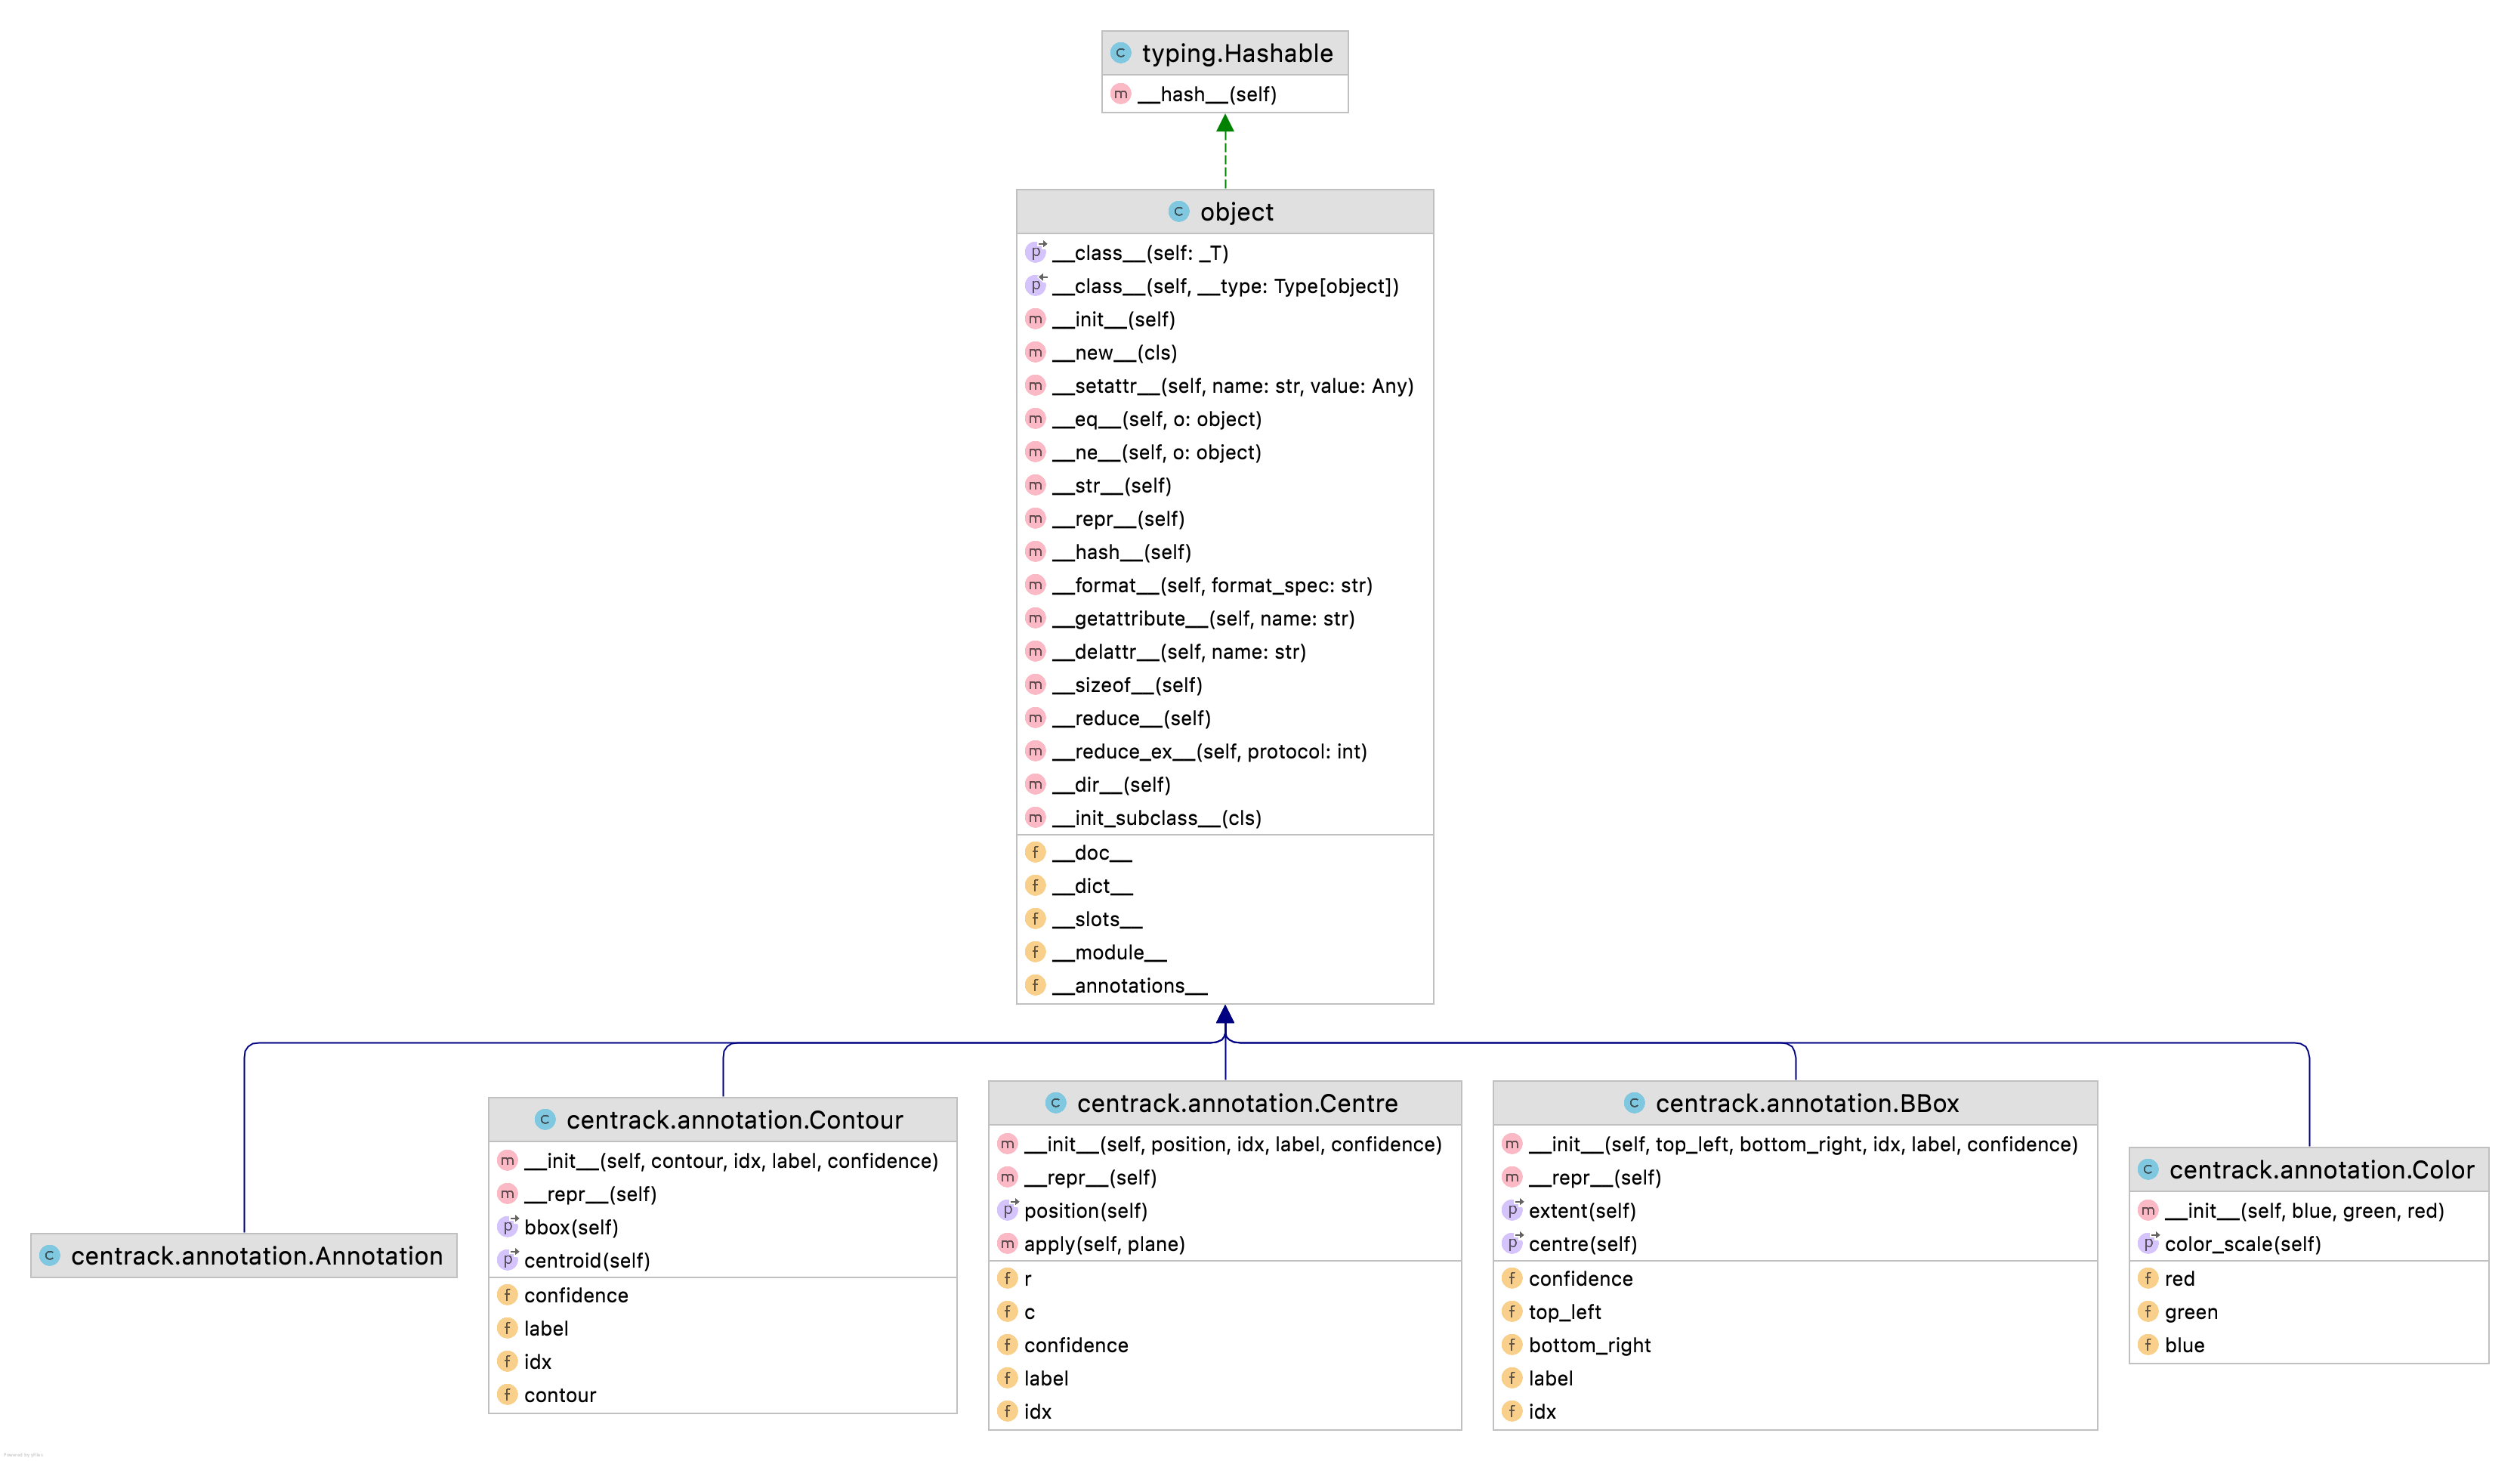 typing.Hashable
__hash__(self)
object
__class__(self: _T)
__class__(self, __type: Type[object])
__init__(self)
__new__(cls)
__setattr__(self, name: str, value: Any)
__eq__(self, o: object)
__ne__(self, o: object)
__str__(self)
__repr__(self)
__hash__(self)
__format__(self, format_spec: str)
__getattribute__(self, name: str)
__delattr__(self, name: str)
__sizeof__(self)
__reduce__(self)
__reduce_ex__(self, protocol: int)
__dir__(self)
__init_subclass__(cls)
__doc__
__dict__
__slots__
__module__
__annotations__
centrack.annotation.Annotation
centrack.annotation.Contour
__init__(self, contour, idx, label, confidence)
__repr__(self)
bbox(self)
centroid(self)
confidence
label
idx
contour
centrack.annotation.Centre
__init__(self, position, idx, label, confidence)
__repr__(self)
position(self)
apply(self, plane)
r
c
confidence
label
idx
centrack.annotation.BBox
__init__(self, top_left, bottom_right, idx, label, confidence)
__repr__(self)
extent(self)
centre(self)
confidence
top_left
bottom_right
label
idx
centrack.annotation.Color
__init__(self, blue, green, red)
color_scale(self)
red
green
blue